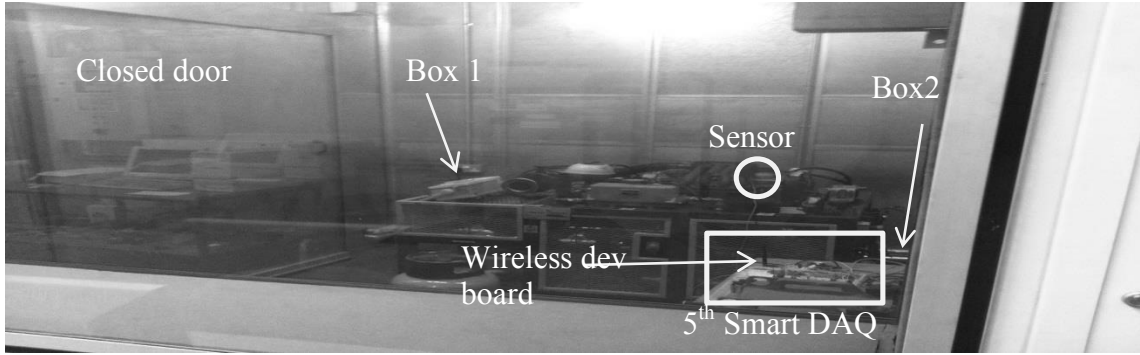 Closed door
Box 1
Box2
Sensor
Wireless dev
board
5th Smart DAQ